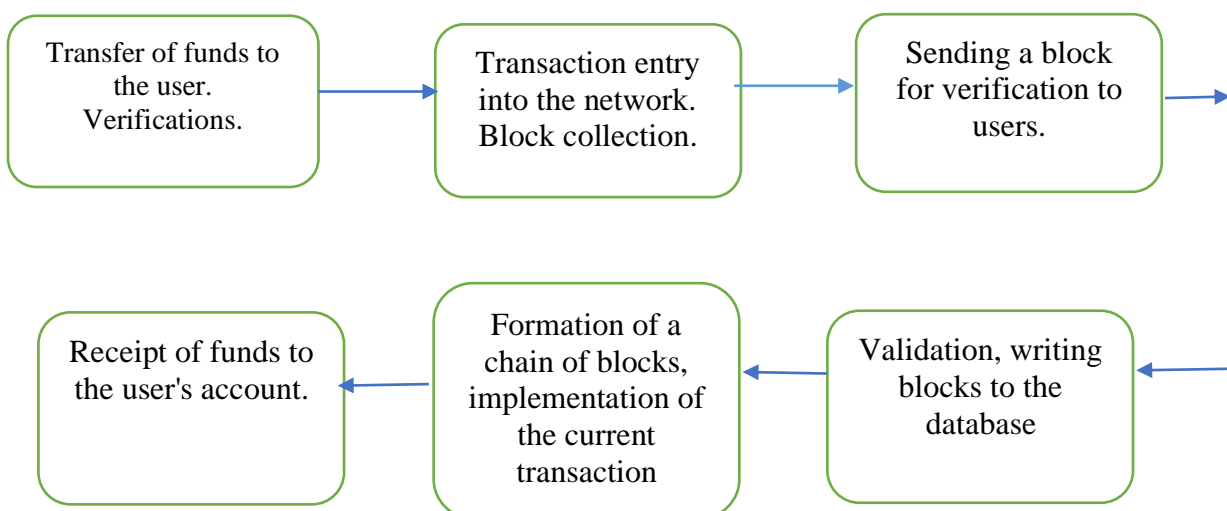 Transfer of funds to
the user.
Verifications.
Transaction entry
into the network.
Block collection.
Sending a block
for verification to
users.
Receipt of funds to
the user's account.
Formation of a
chain of blocks,
implementation of
the current
transaction
Validation, writing
blocks to the
database